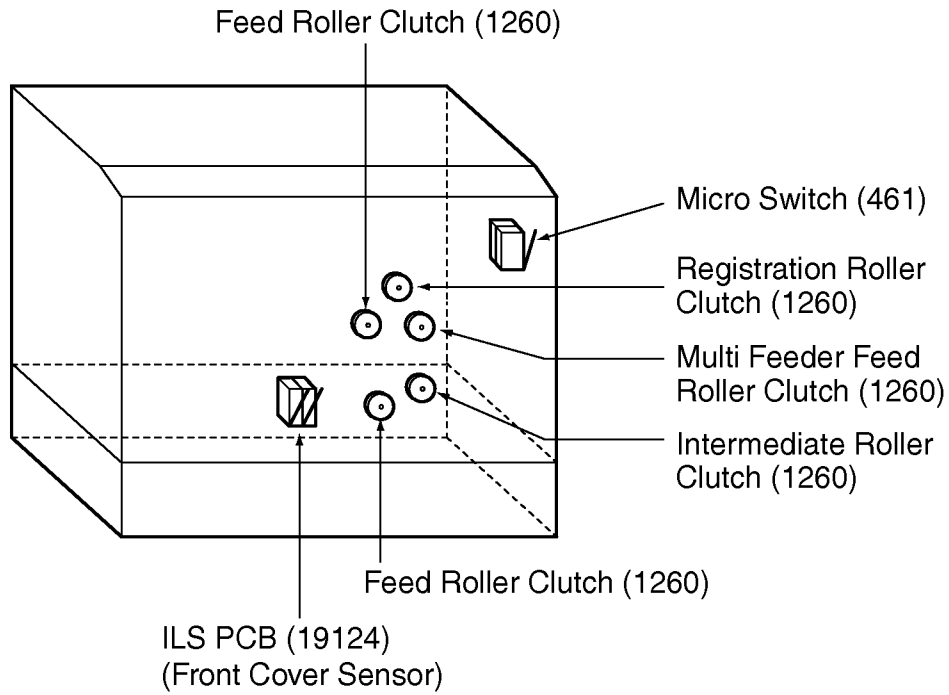 Feed Roller Clutch (1260)
Micro Switch (461)
Registration Roller
Clutch (1260)
Multi Feeder Feed
Roller Clutch (1260)
Intermediate Roller
Clutch (1260)
Feed Roller Clutch (1260)
ILS PCB (19124)
(Front Cover Sensor)